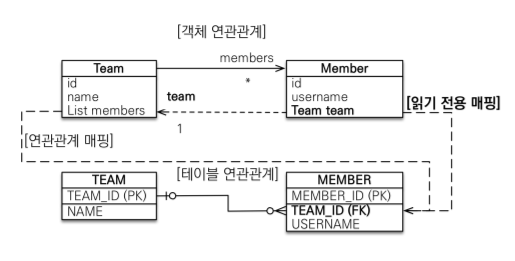 [객체 연관관계]
members
Team
Member
*
id
id
name
team
username
[읽기 전용 매핑]
List members
Team team
1
[연관관계 매핑]
[테이블 연관관계]
TEAM
MEMBER
TEAM_ID (PK)
MEMBER_ID (PK)
NAME
TEAM_ID (FK)
USERNAME